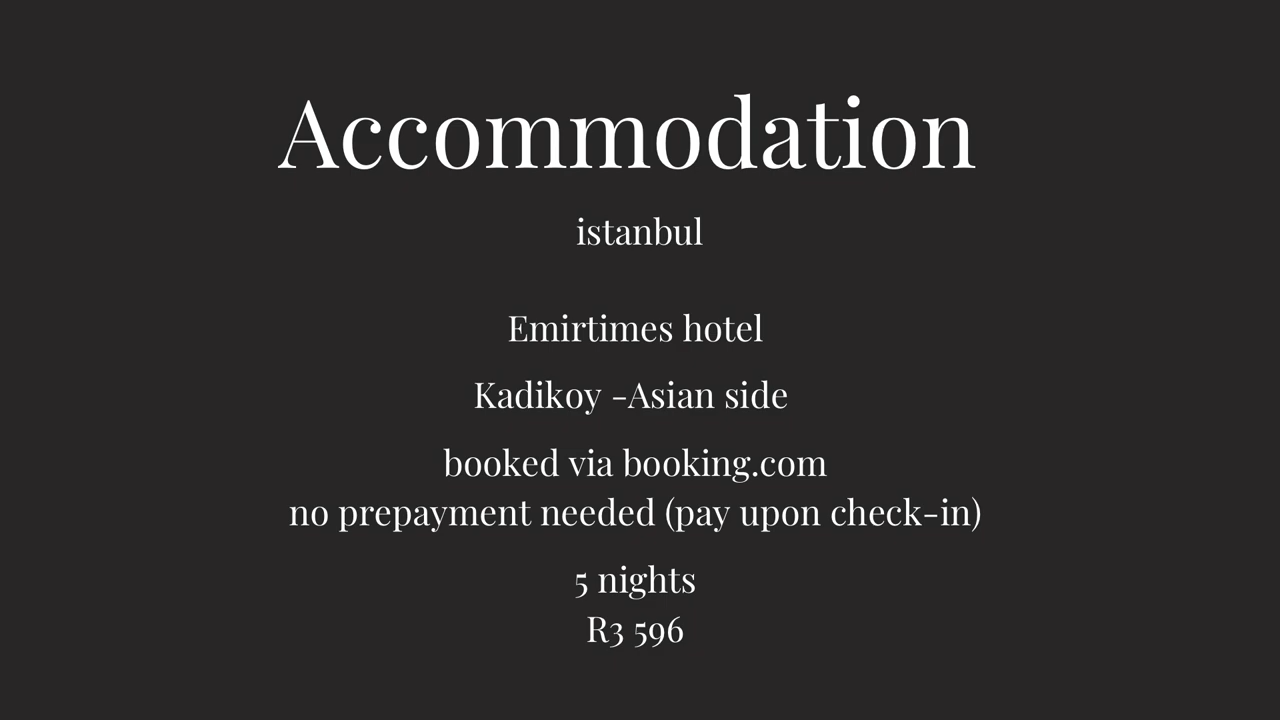 Accommodation
istanbul
Emirtimes hotel
Kadikoy -Asian side
booked via booking.com
no prepayment needed (pay upon check-in)
5 nights
R3 596